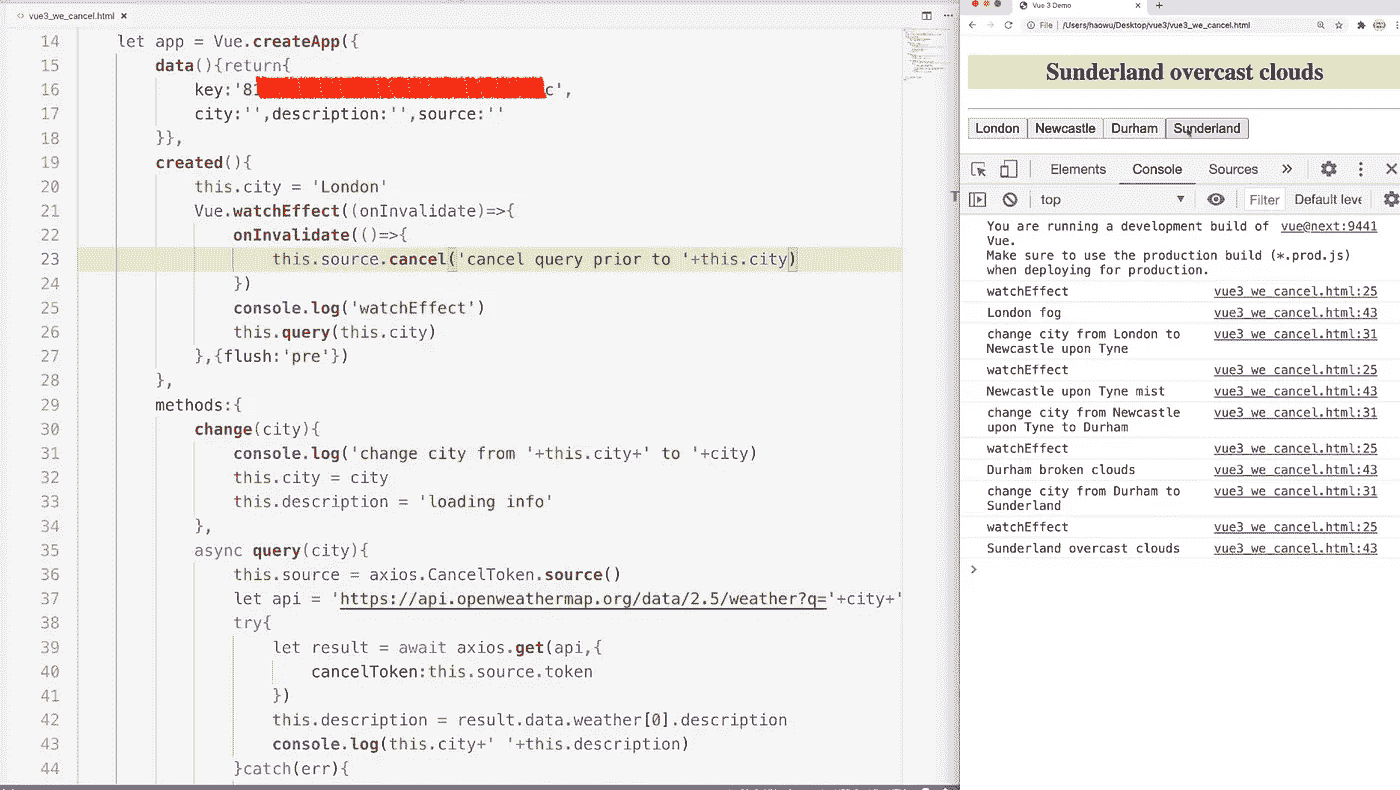 vue3_we_cancel.html
14 let app = Vue.createApp({
15 data(){return{
16 key:'81 c',
17 city:'',description:'',source:''
18 }},
19 created(){
20 this.city = 'London'
21 Vue.watchEffect((onInvalidate)=>{
22 onInvalidate(()=>{
23 this.source.cancel('cancel query prior to '+this.city)
24 })
25 console.log('watchEffect')
26 this.query(this.city)
27 },{flush:'pre'})
28 },
29 methods:{
30 change(city){
31 console.log('change city from '+this.city+' to '+city)
32 this.city = city
33 this.description = 'loading info'
34 },
35 async query(city){
36 this.source = axios.CancelToken.source()
37 let api = 'https://api.openweathermap.org/data/2.5/weather?q='+city+'
38 try{
39 let result = await axios.get(api,{
40 cancelToken:this.source.token
41 })
42 this.description = result.data.weather[0].description
43 console.log(this.city+' '+this.description)
44 }catch(err){
Vue 3 Demo
File /Users/haowu/Desktop/vue3/vue3_we_cancel.html
Sunderland overcast clouds
London Newcastle Durham Sunderland
Elements Console Sources
top Filter Default leve
You are running a development build of vue@next:9441
Vue.
Make sure to use the production build (*.prod.js)
when deploying for production.
watchEffect vue3_we_cancel.html:25
London fog vue3_we_cancel.html:43
change city from London to vue3_we_cancel.html:31
Newcastle upon Tyne
watchEffect vue3_we_cancel.html:25
Newcastle upon Tyne mist vue3_we_cancel.html:43
change city from Newcastle vue3_we_cancel.html:31
upon Tyne to Durham
watchEffect vue3_we_cancel.html:25
Durham broken clouds vue3_we_cancel.html:43
change city from Durham to vue3_we_cancel.html:31
Sunderland
watchEffect vue3_we_cancel.html:25
Sunderland overcast clouds vue3_we_cancel.html:43